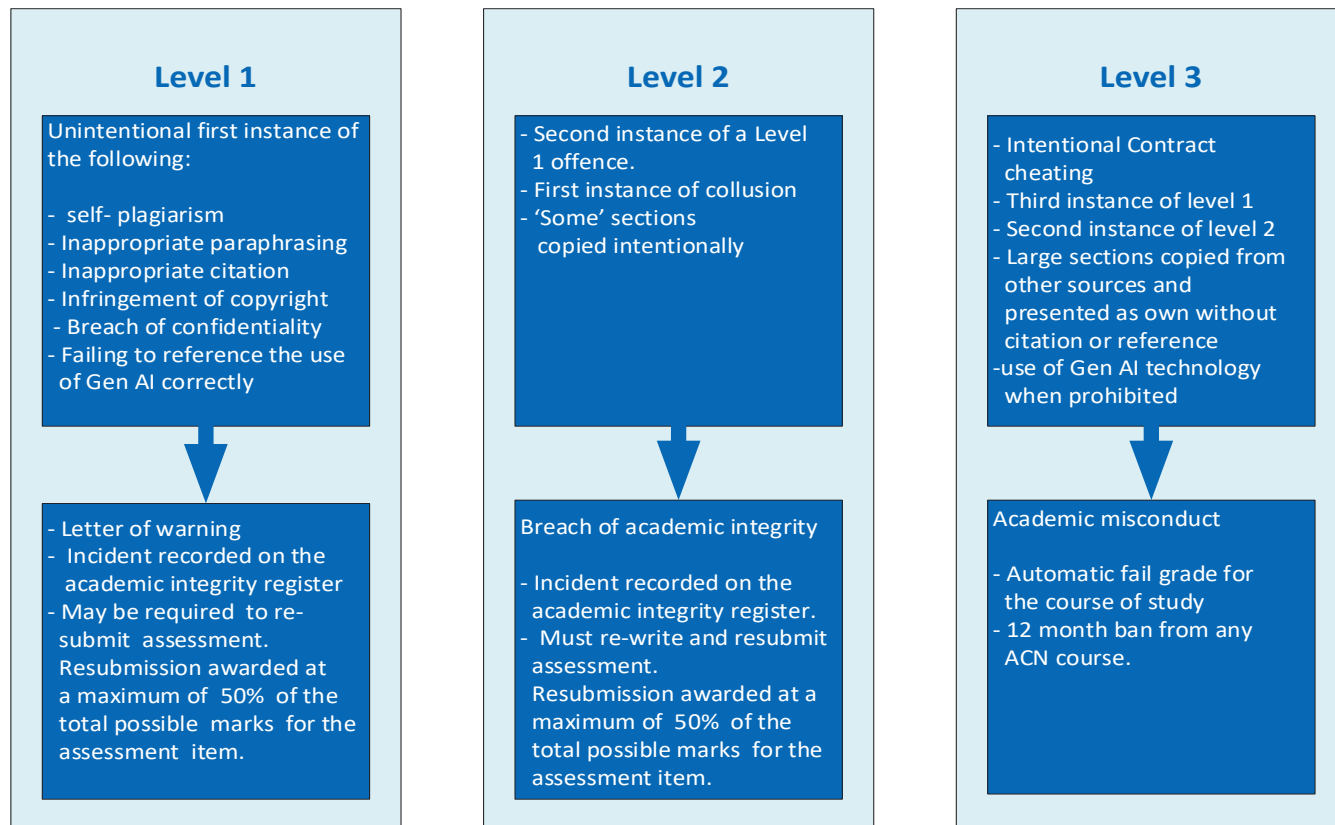 Level 1
Unintentional first instance of
the following:
- self- plagiarism
- Inappropriate paraphrasing
- Inappropriate citation
- Infringement of copyright
- Breach of confidentiality
- Failing to reference the use
of Gen AI correctly
- Letter of warning
- Incident recorded on the
academic integrity register
- May be required to re-
submit assessment.
Resubmission awarded at
a maximum of 50% of the
total possible marks for the
assessment item.
Level 2
- Second instance of a Level
1 offence.
- First instance of collusion
- ‘Some’ sections
copied intentionally
Breach of academic integrity
- Incident recorded on the
academic integrity register.
- Must re-write and resubmit
assessment.
Resubmission awarded at a
maximum of 50% of the
total possible marks for the
assessment item.
Level 3
- Intentional Contract
cheating
- Third instance of level 1
- Second instance of level 2
- Large sections copied from
other sources and
presented as own without
citation or reference
-use of Gen AI technology
when prohibited
Academic misconduct
- Automatic fail grade for
the course of study
- 12 month ban from any
ACN course.